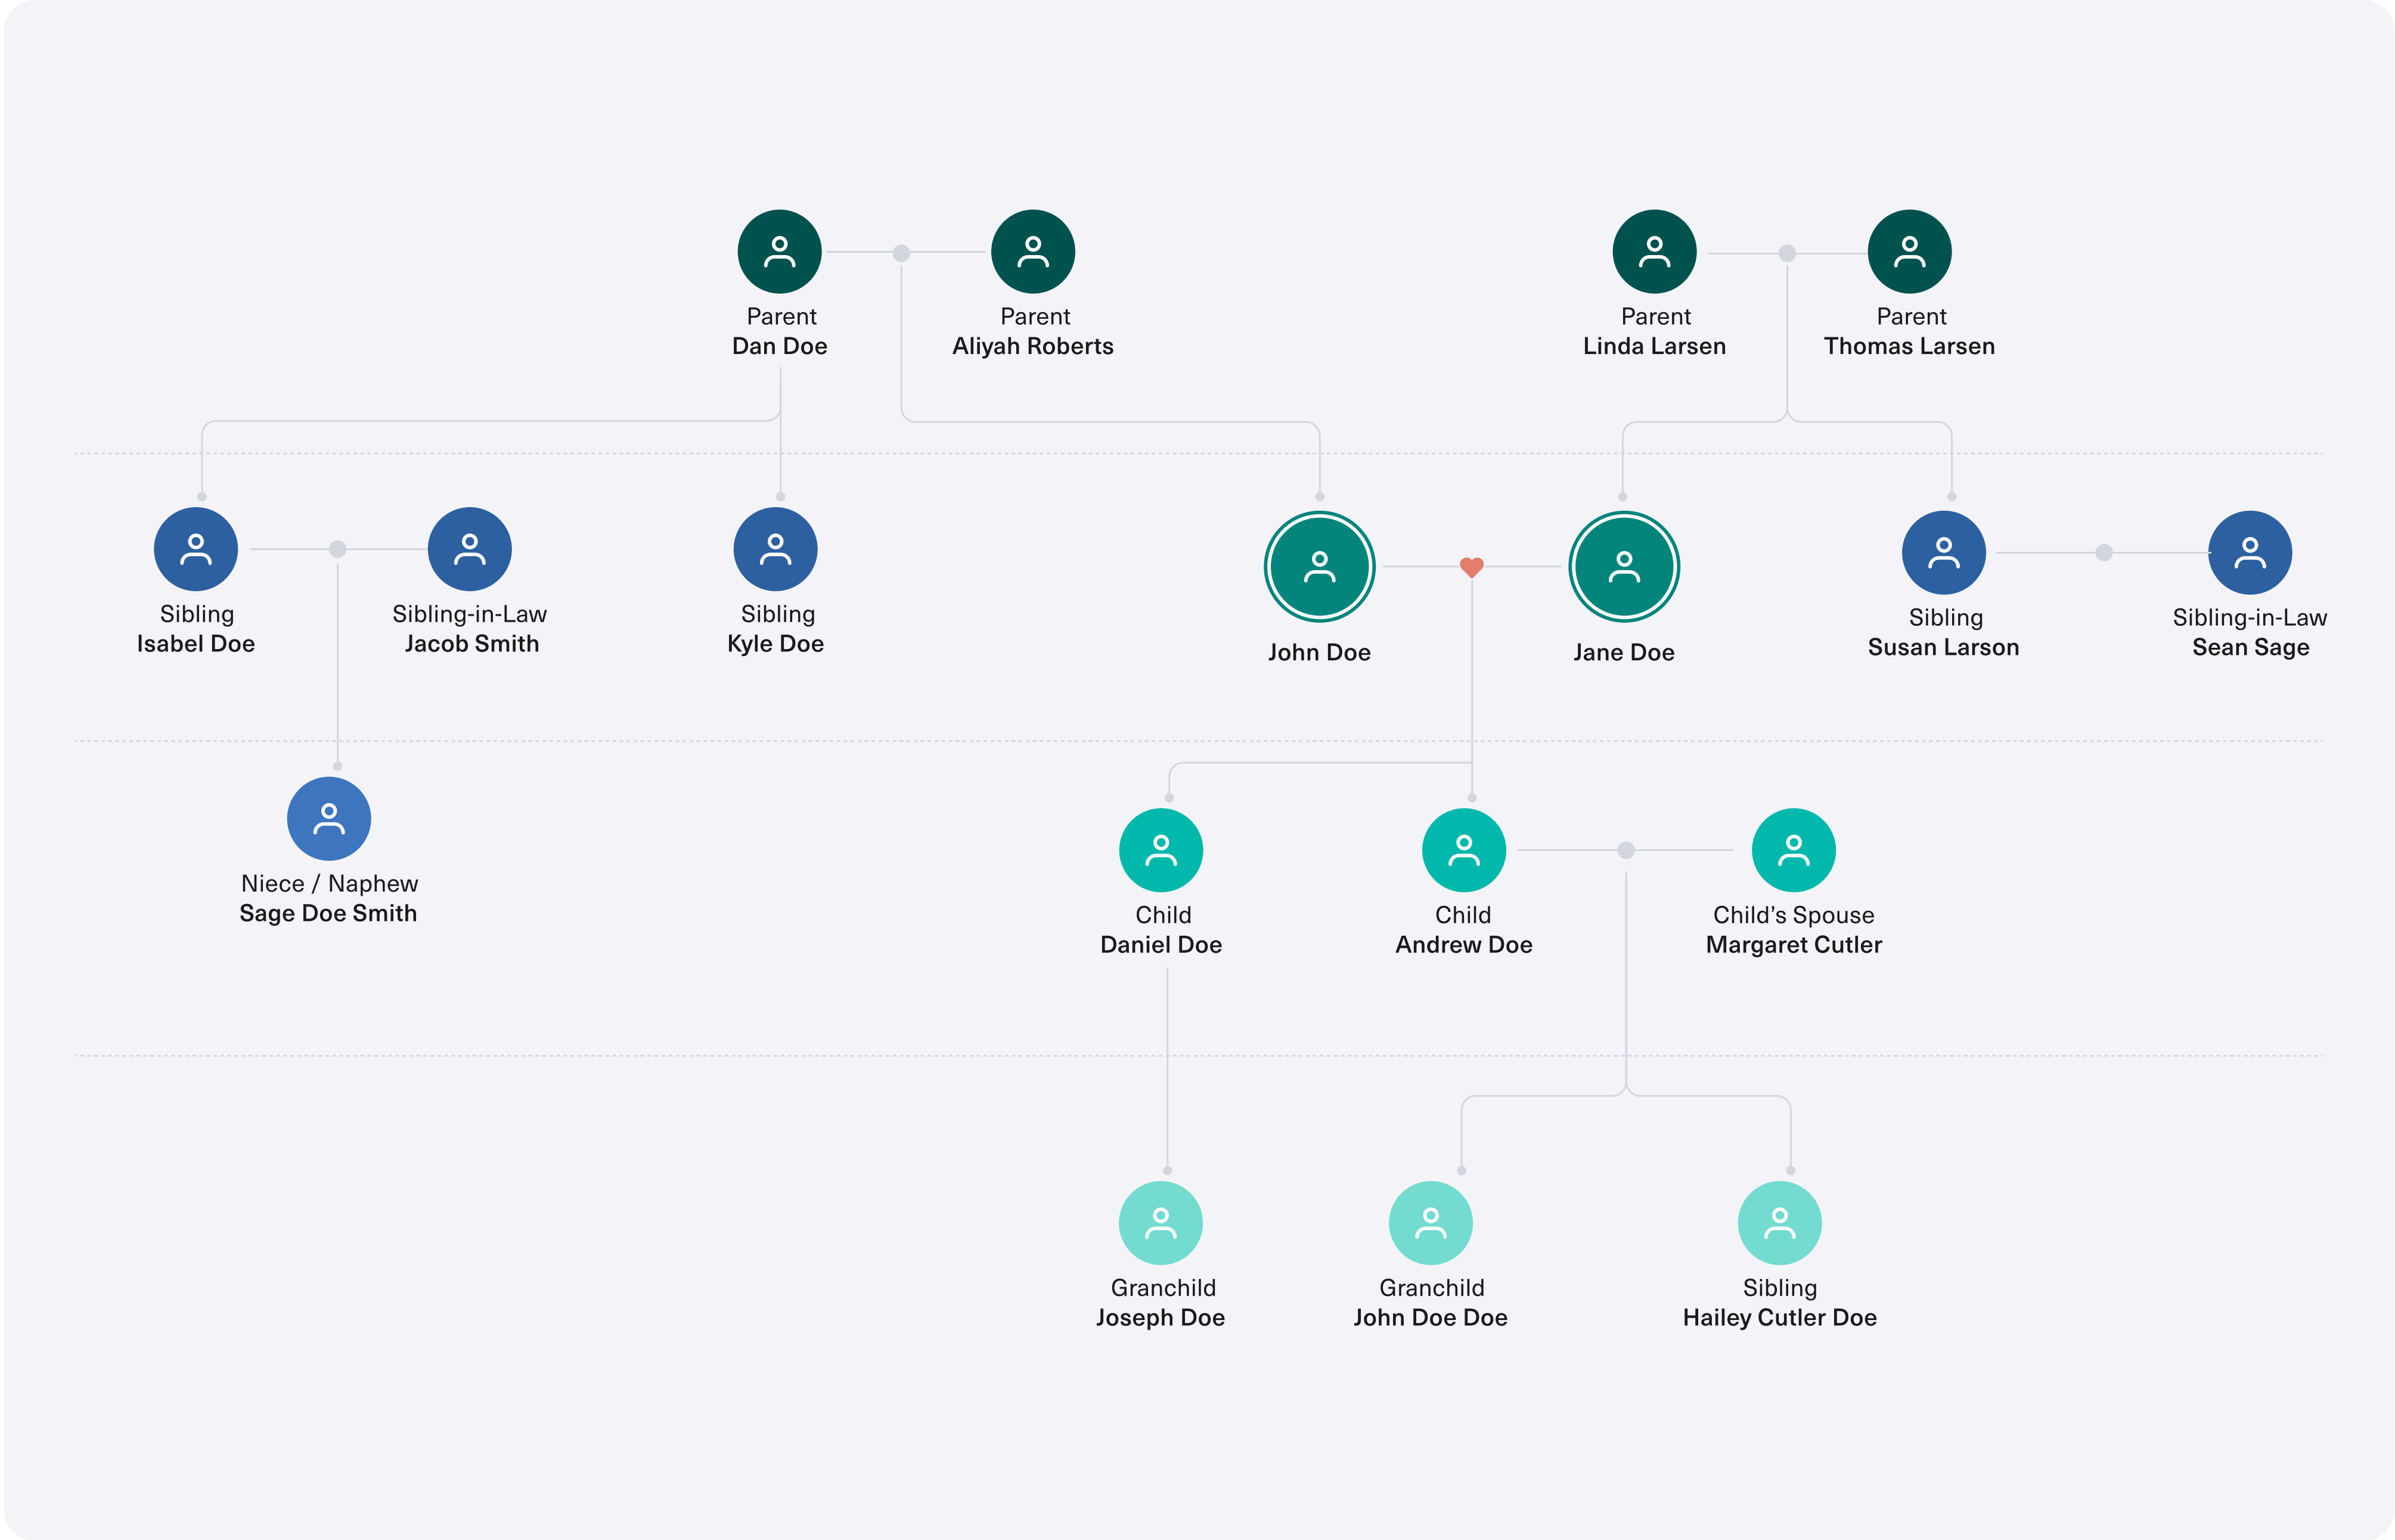 Parent
Dan Doe
Parent
Aliyah Roberts
Parent
Linda Larsen
Parent
Thomas Larsen
Sibling
Isabel Doe
Sibling-in-Law
Jacob Smith
Sibling
Kyle Doe
John Doe
Jane Doe
Sibling
Susan Larson
Sibling-in-Law
Sean Sage
Niece / Naphew
Sage Doe Smith
Child
Daniel Doe
Child
Andrew Doe
Child’s Spouse
Margaret Cutler
Granchild
Joseph Doe
Granchild
John Doe Doe
Sibling
Hailey Cutler Doe